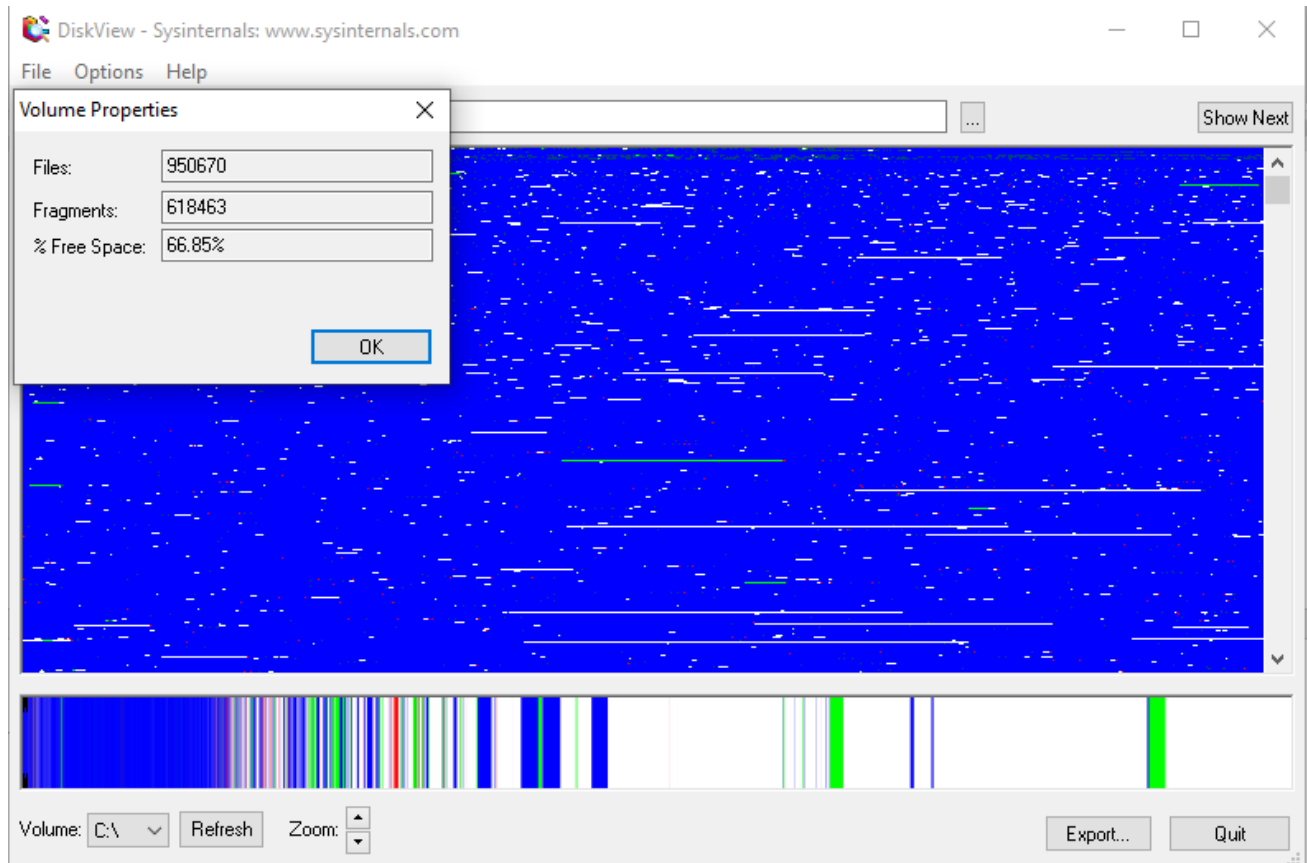 DiskView - Sysinternals: www.sysinternals.com
File Options Help
Volume Properties
... Show Next
Files: 950670
Fragments: 618463
% Free Space: 66.85%
OK
Volume: C:\ Refresh Zoom: Export... Quit